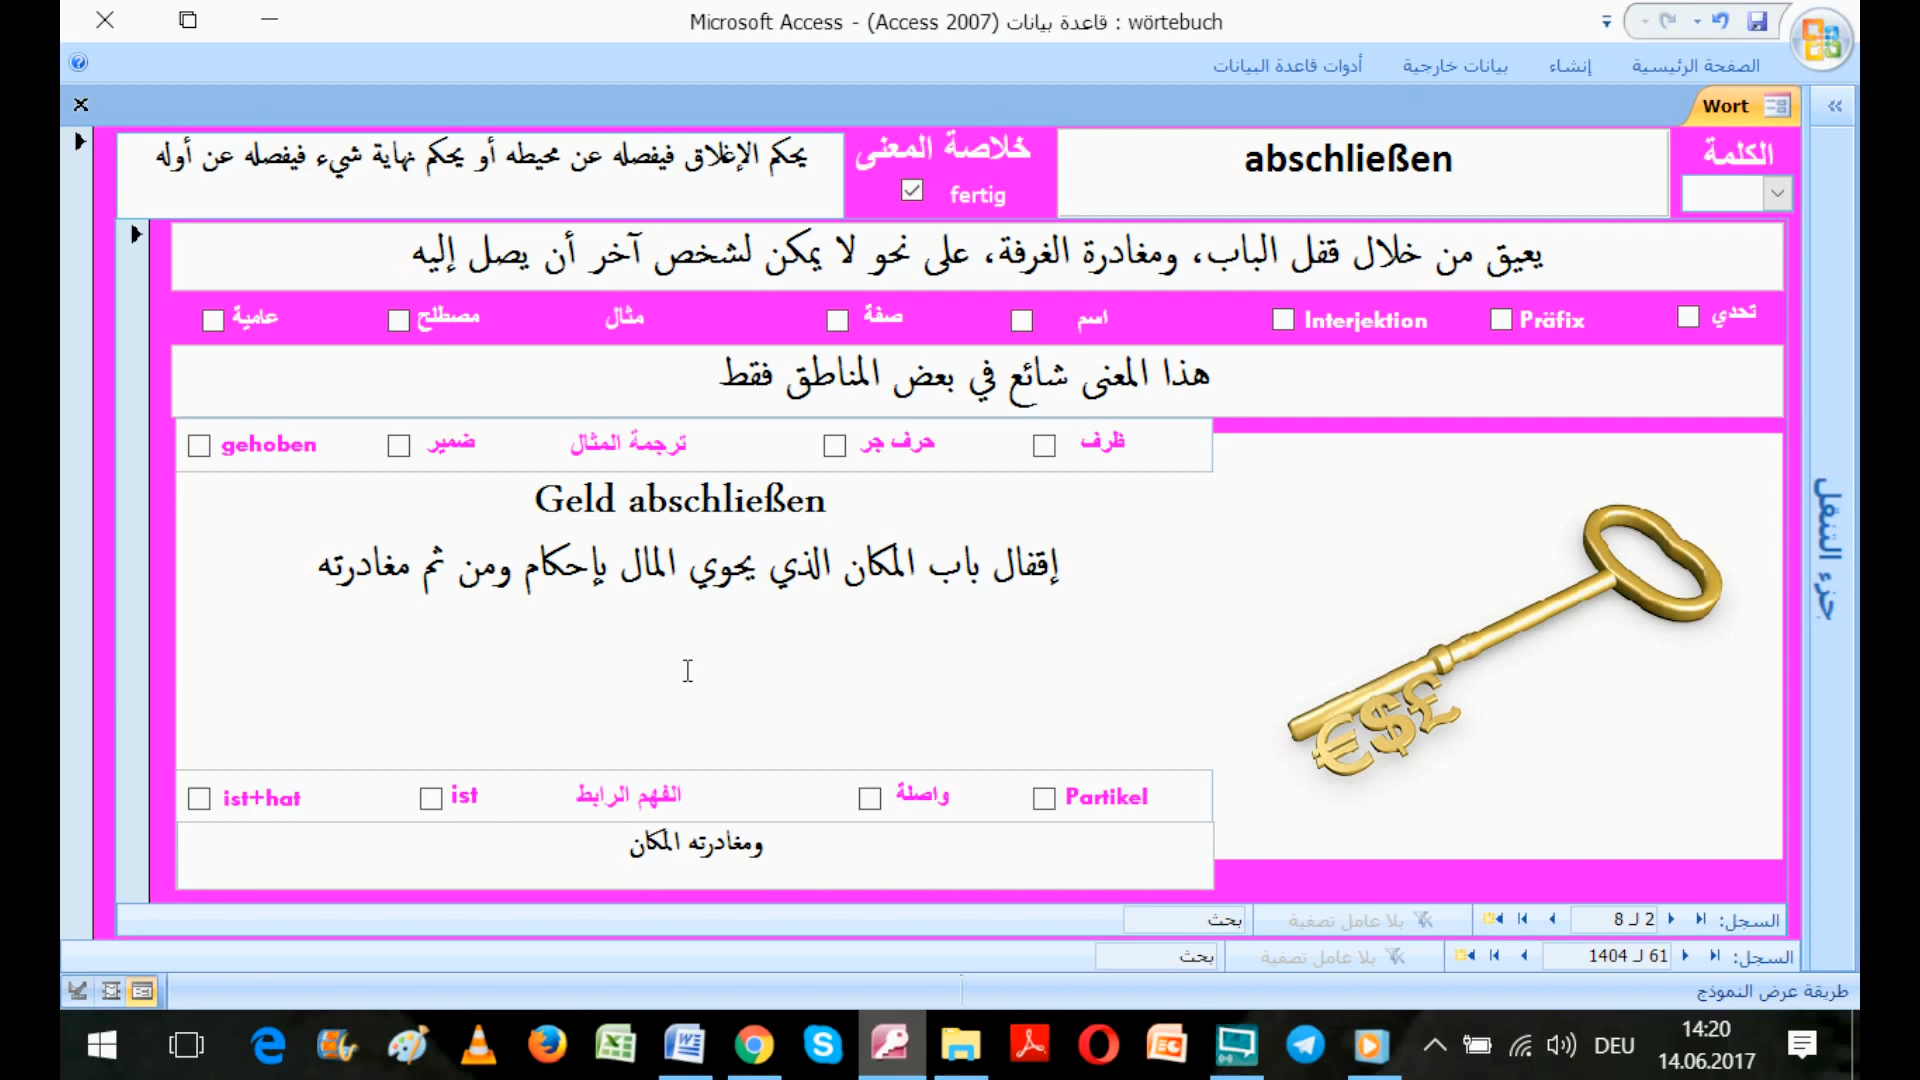 wörtebuch : قاعدة بيانات (Access 2007) - Microsoft Access
الصفحة الرئيسية
إنشاء
بيانات خارجية
أدوات قاعدة البيانات
Wort
الكلمة
abschließen
خلاصة المعنى
fertig
يحكم الإغلاق فيفصله عن محيطه أو يحكم نهاية شيء فيفصله عن أوله
يعيق من خلال قفل الباب، ومغادرة الغرفة، على نحو لا يمكن لشخص آخر أن يصل إليه
تحدي
Präfix
Interjektion
اسم
صفة
مثال
مصطلح
عامية
هذا المعنى شائع في بعض المناطق فقط
ظرف
حرف جر
ترجمة المثال
ضمير
gehoben
Geld abschließen
إقفال باب المكان الذي يحوي المال بإحكام ومن ثم مغادرته
€$£
Partikel
واصلة
الفهم الرابط
ist
ist+hat
ومغادرته المكان
جزء التنقل
السجل: 2 لـ 8 بلا عامل تصفية بحث
السجل: 61 لـ 1404 بلا عامل تصفية بحث
طريقة عرض النموذج
DEU
14:20
14.06.2017